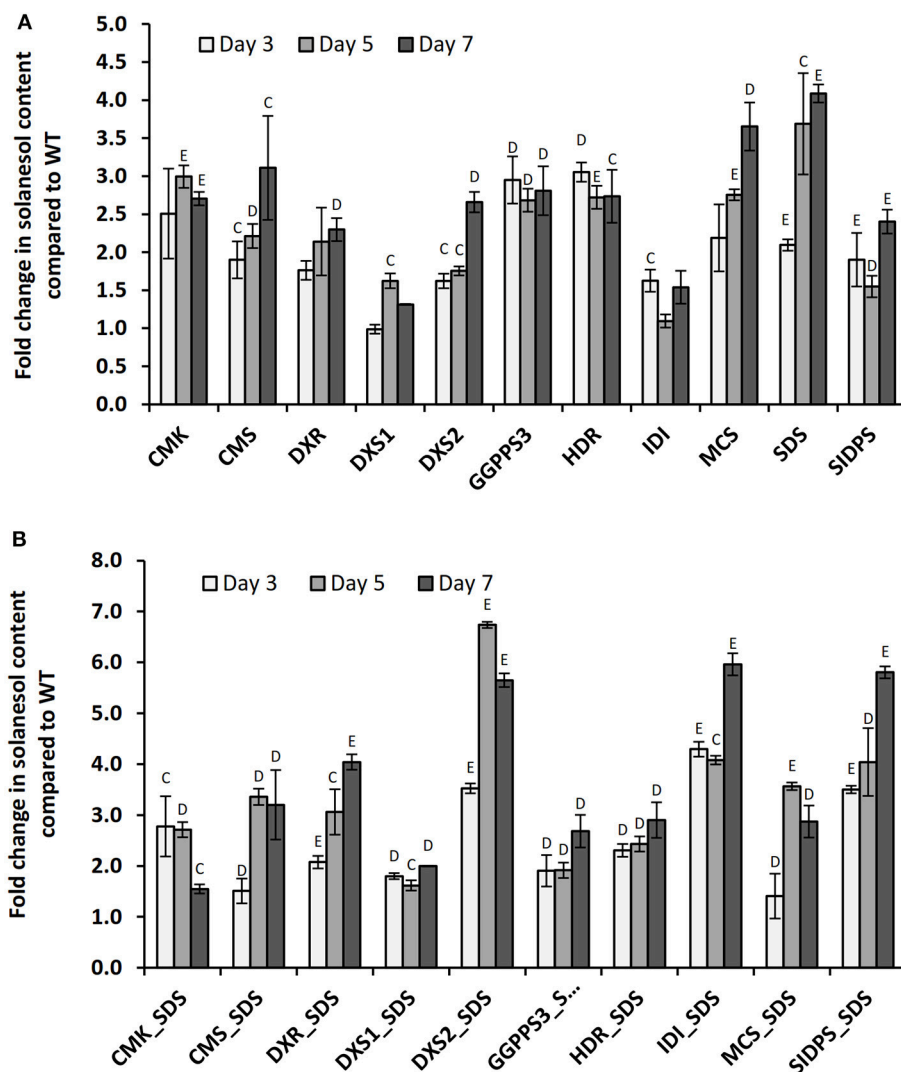 A
Fold change in solanesol content
compared to WT
5.0
4.5
4.0
3.5
3.0
2.5
2.0
1.5
1.0
0.5
0.0
Day 3 Day 5 Day 7
E E
C D C
D D D
D D E C
E
D C C C
C
D
E C E
E D E
CMK CMS DXR DXS1 DXS2 GGPPS3 HDR IDI MCS SDS SIDPS
B
Fold change in solanesol content
compared to WT
8.0
7.0
6.0
5.0
4.0
3.0
2.0
1.0
0.0
Day 3 Day 5 Day 7
C D C
D D D
D C E
D C D
E E E
D D D
D D D
E C E
D E D
E D E
CMK_SDS CMS_SDS DXR_SDS DXS1_SDS DXS2_SDS GGPPS3_S... HDR_SDS IDI_SDS MCS_SDS SIDPS_SDS